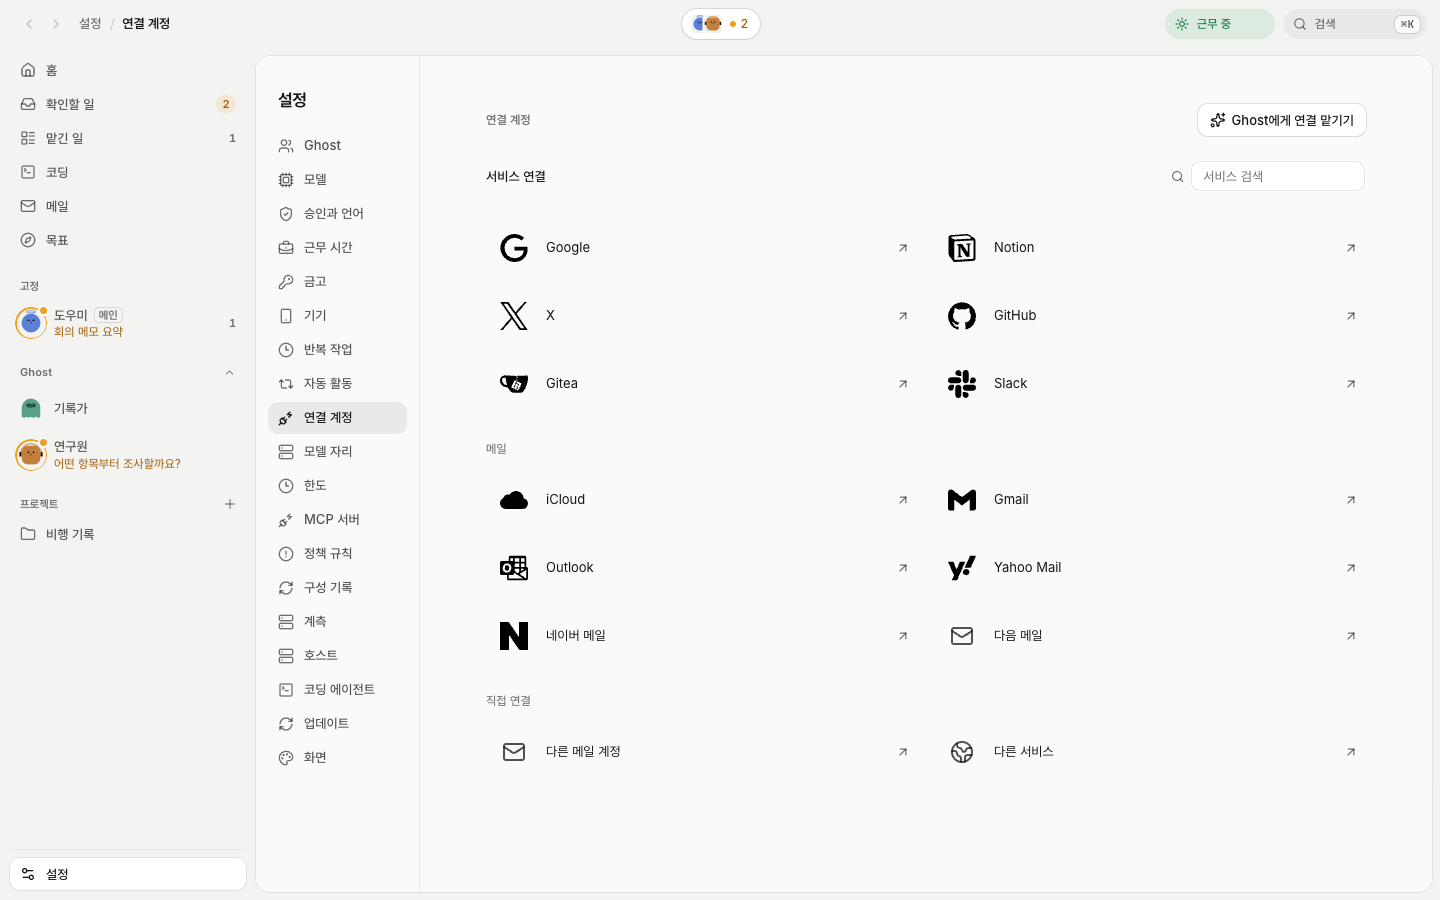 설정 / 연결 계정
2
근무 중
검색
⌘K
홈
확인할 일
2
맡긴 일
1
코딩
메일
목표
고정
도우미
메인
회의 메모 요약
1
Ghost
기록가
연구원
어떤 항목부터 조사할까요?
프로젝트
비행 기록
설정
설정
Ghost
모델
승인과 언어
근무 시간
금고
기기
반복 작업
자동 활동
연결 계정
모델 자리
한도
MCP 서버
정책 규칙
구성 기록
계측
호스트
코딩 에이전트
업데이트
화면
연결 계정
Ghost에게 연결 맡기기
서비스 연결
서비스 검색
Google
Notion
X
GitHub
Gitea
Slack
메일
iCloud
Gmail
Outlook
Yahoo Mail
네이버 메일
다음 메일
직접 연결
다른 메일 계정
다른 서비스